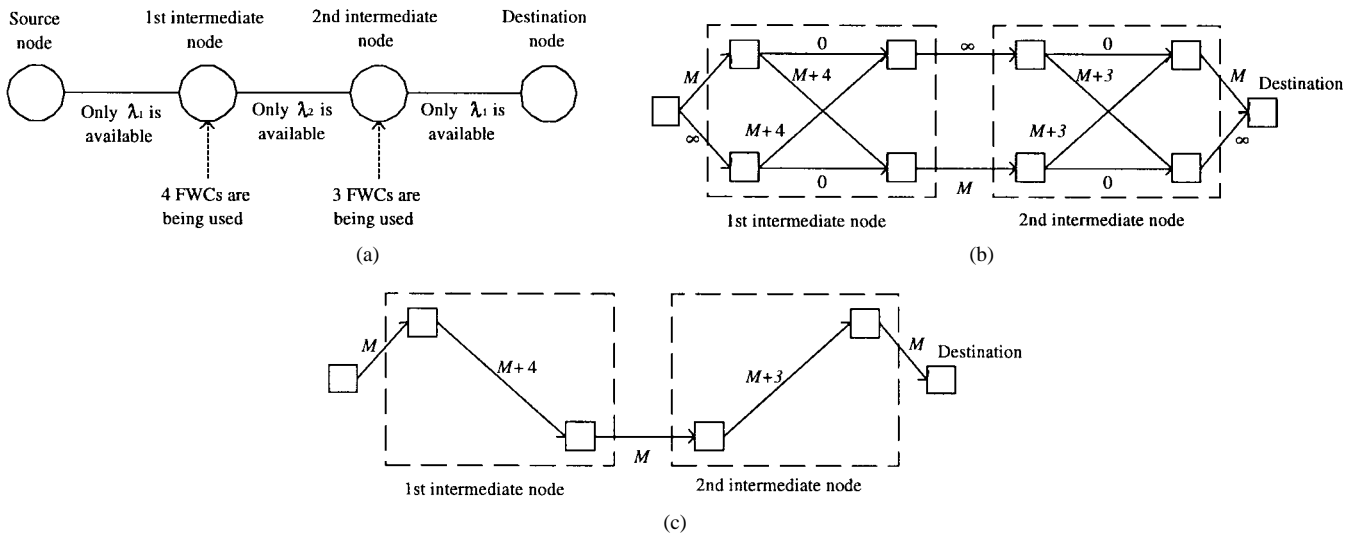 Source node
1st intermediate node
2nd intermediate node
Destination node
Only λ₁ is available
Only λ₂ is available
Only λ₁ is available
4 FWCs are being used
3 FWCs are being used
(a)
M
∞
0
M+4
M+4
0
∞
M
0
M+3
M+3
0
M
∞
Destination
1st intermediate node
2nd intermediate node
(b)
M
M+4
M
M+3
M
Destination
1st intermediate node
2nd intermediate node
(c)